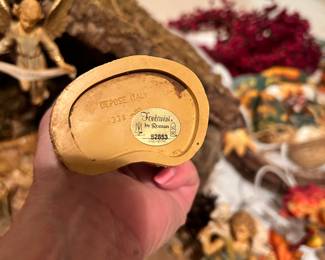 DEPOSE ITALY
Fontanini
by Roman
52853